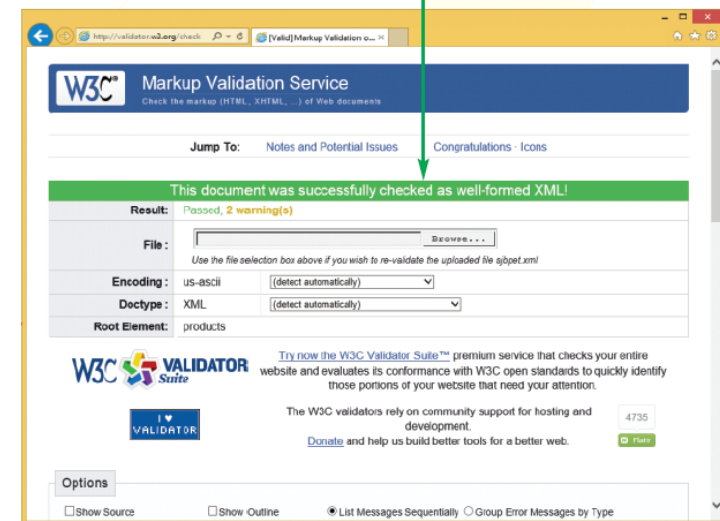 http://validator.w3.org/check
[Valid] Markup Validation o...
W3C®
Markup Validation Service
Check the markup (HTML, XHTML, ...) of Web documents
Jump To: Notes and Potential Issues Congratulations · Icons
This document was successfully checked as well-formed XML!
Result: Passed, 2 warning(s)
File : Browse...
Use the file selection box above if you wish to re-validate the uploaded file sjbpet.xml
Encoding : us-ascii (detect automatically)
Doctype : XML (detect automatically)
Root Element: products
W3C VALIDATOR Suite
Try now the W3C Validator Suite™ premium service that checks your entire
website and evaluates its conformance with W3C open standards to quickly identify
those portions of your website that need your attention.
I ♥
VALIDATOR
The W3C validators rely on community support for hosting and
development.
Donate and help us build better tools for a better web.
4735
Flattr
Options
Show Source Show Outline List Messages Sequentially Group Error Messages by Type